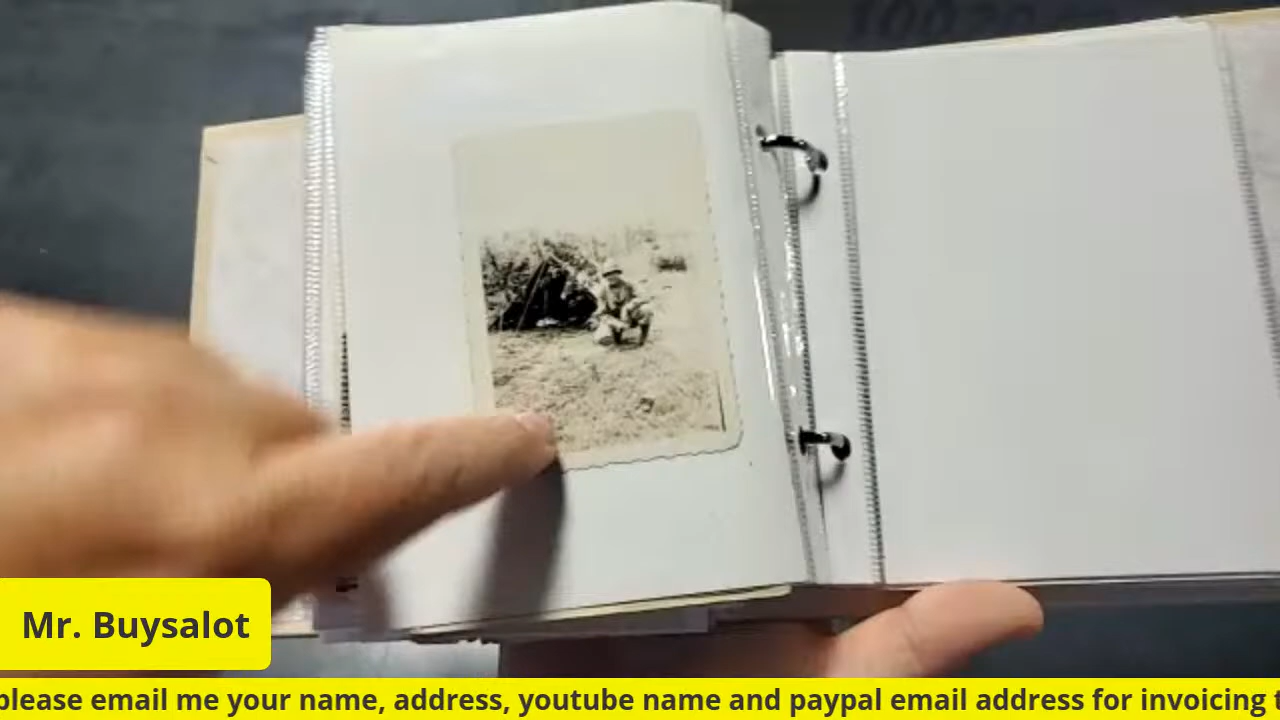 Mr. Buysalot
please email me your name, address, youtube name and paypal email address for invoicing